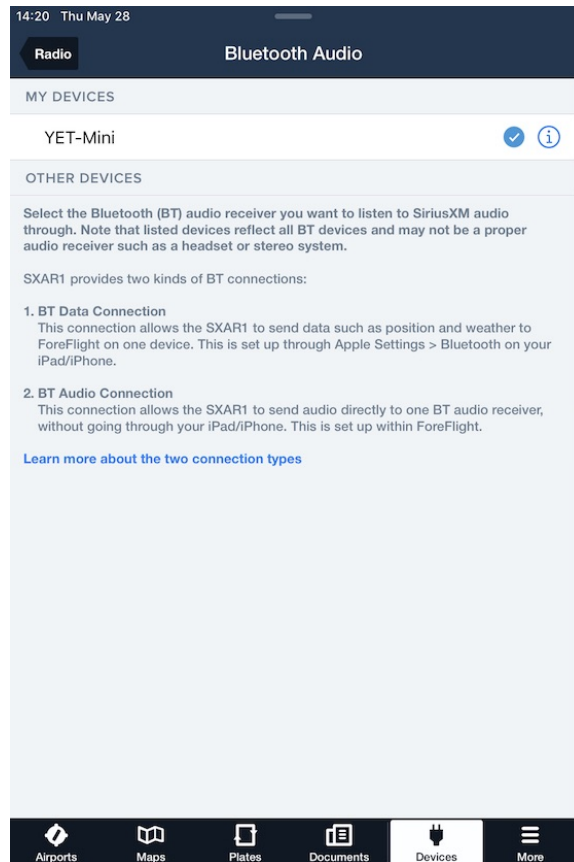 14:20 Thu May 28
Radio
Bluetooth Audio
MY DEVICES
YET-Mini
OTHER DEVICES
Select the Bluetooth (BT) audio receiver you want to listen to SiriusXM audio
through. Note that listed devices reflect all BT devices and may not be a proper
audio receiver such as a headset or stereo system.
SXAR1 provides two kinds of BT connections:
1. BT Data Connection
This connection allows the SXAR1 to send data such as position and weather to
ForeFlight on one device. This is set up through Apple Settings > Bluetooth on your
iPad/iPhone.
2. BT Audio Connection
This connection allows the SXAR1 to send audio directly to one BT audio receiver,
without going through your iPad/iPhone. This is set up within ForeFlight.
Learn more about the two connection types
Airports Maps Plates Documents Devices More